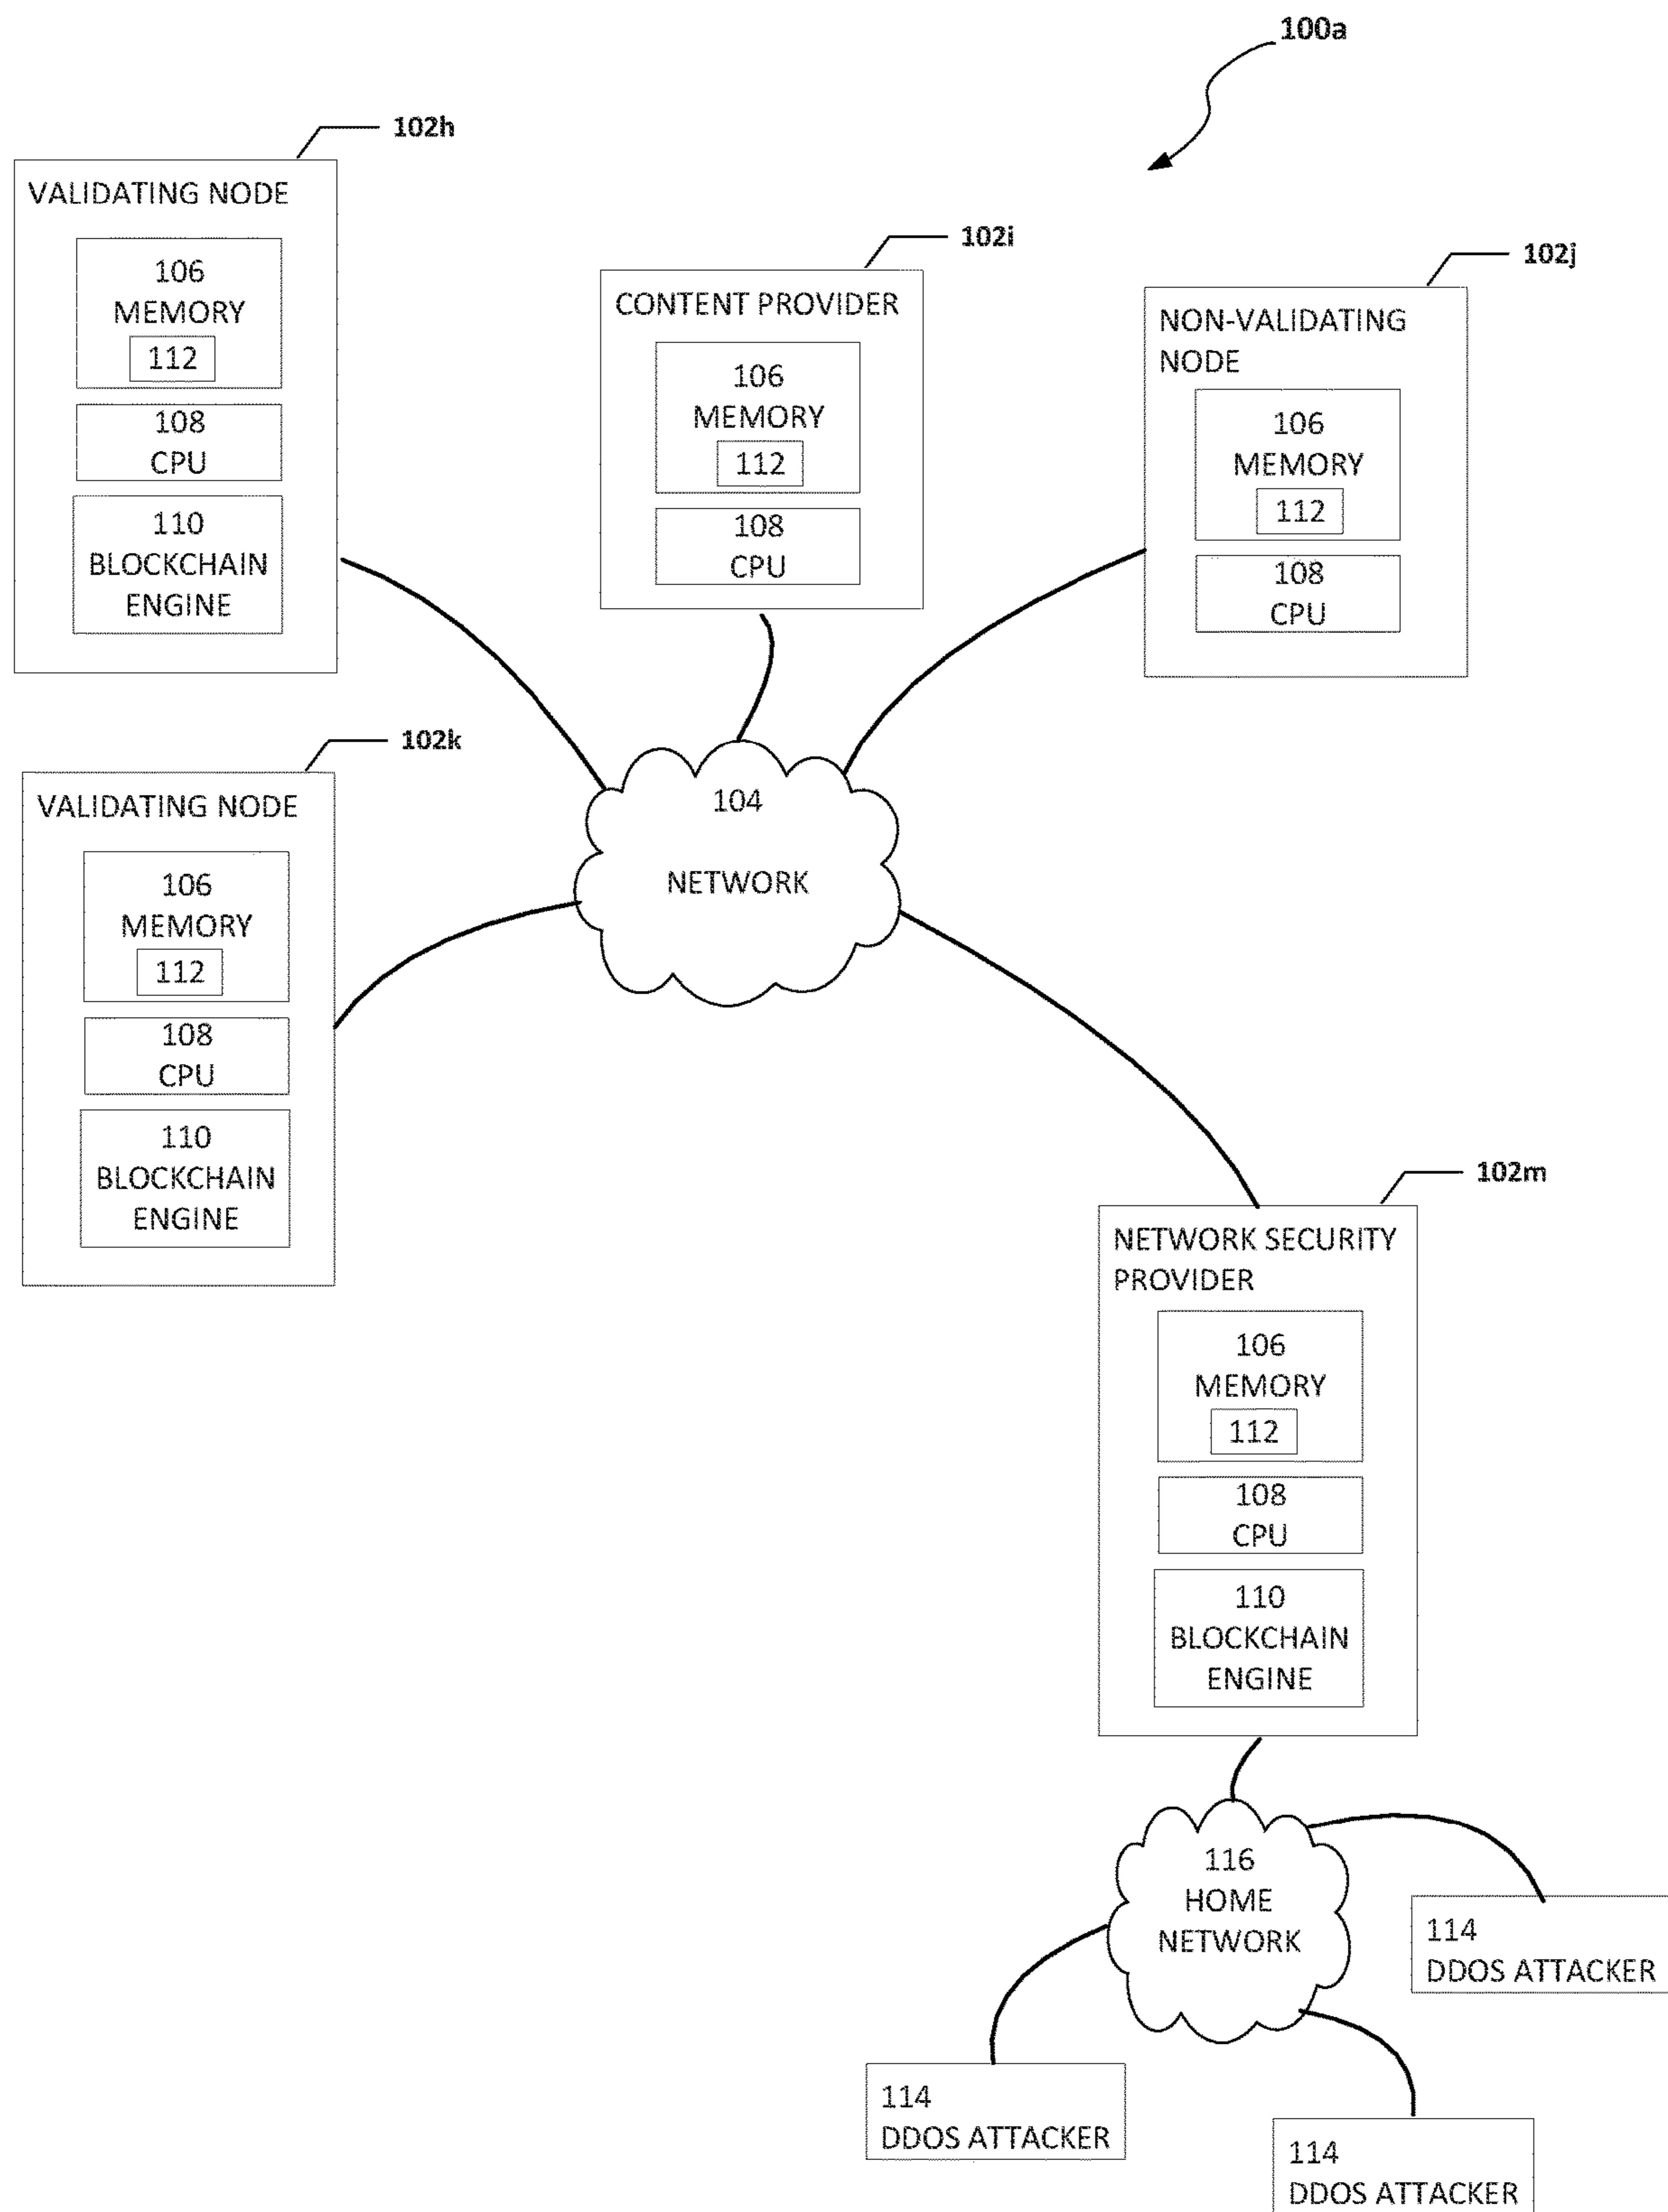 100a
102h
VALIDATING NODE
106
MEMORY
112
108
CPU
110
BLOCKCHAIN
ENGINE
102i
CONTENT PROVIDER
106
MEMORY
112
108
CPU
102j
NON-VALIDATING
NODE
106
MEMORY
112
108
CPU
102k
VALIDATING NODE
106
MEMORY
112
108
CPU
110
BLOCKCHAIN
ENGINE
104
NETWORK
102m
NETWORK SECURITY
PROVIDER
106
MEMORY
112
108
CPU
110
BLOCKCHAIN
ENGINE
116
HOME
NETWORK
114
DDOS ATTACKER
114
DDOS ATTACKER
114
DDOS ATTACKER